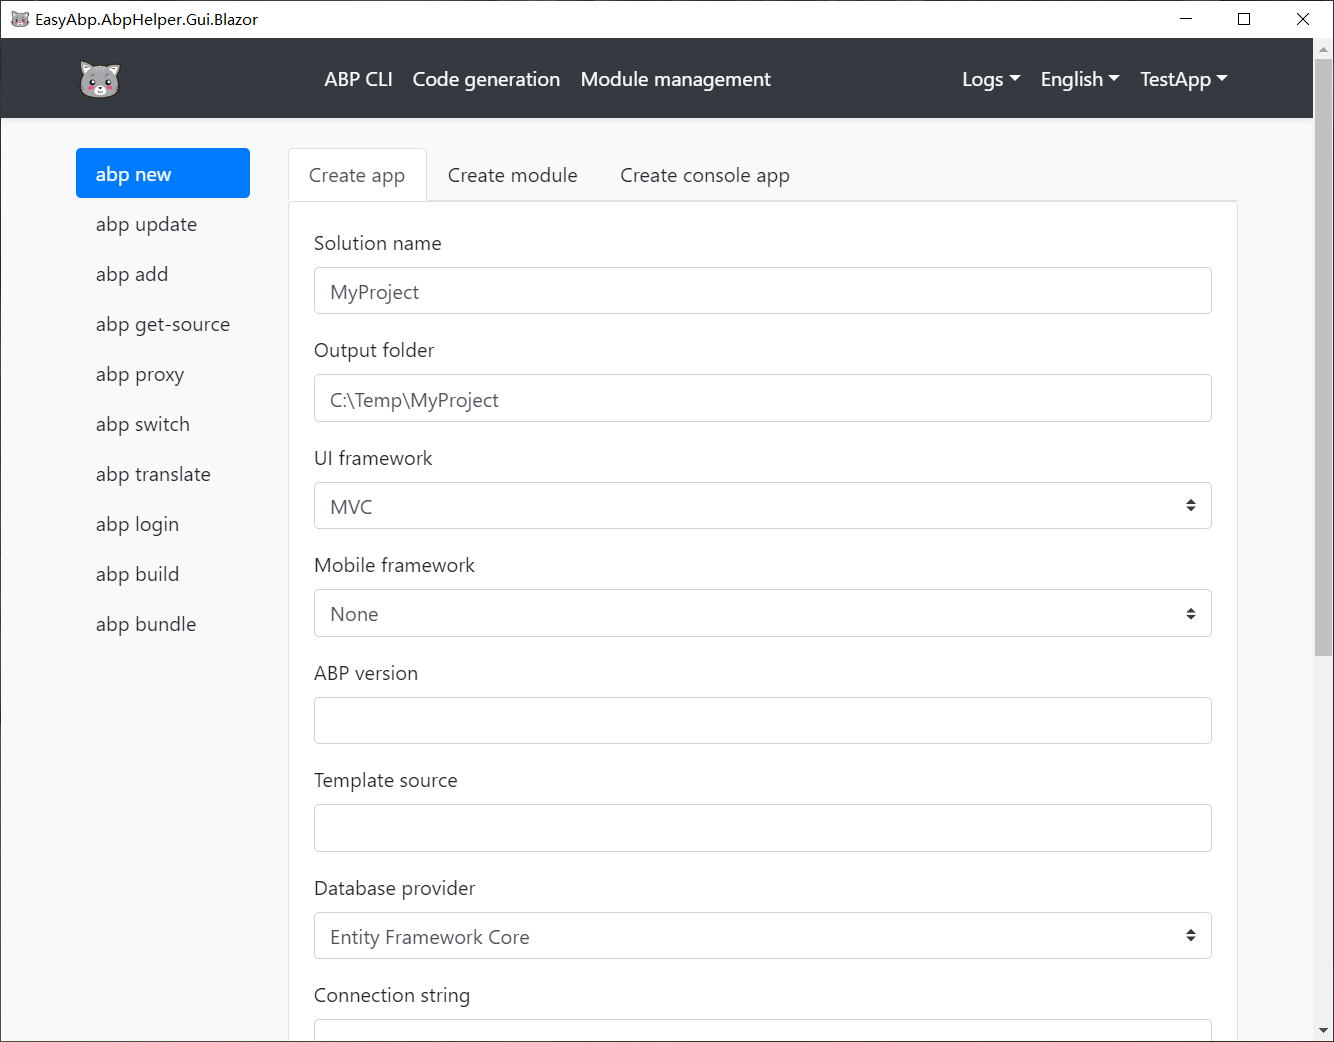 EasyAbp.AbpHelper.Gui.Blazor
ABP CLI Code generation Module management Logs English TestApp
abp new
abp update
abp add
abp get-source
abp proxy
abp switch
abp translate
abp login
abp build
abp bundle
Create app Create module Create console app
Solution name
MyProject
Output folder
C:\Temp\MyProject
UI framework
MVC
Mobile framework
None
ABP version
Template source
Database provider
Entity Framework Core
Connection string